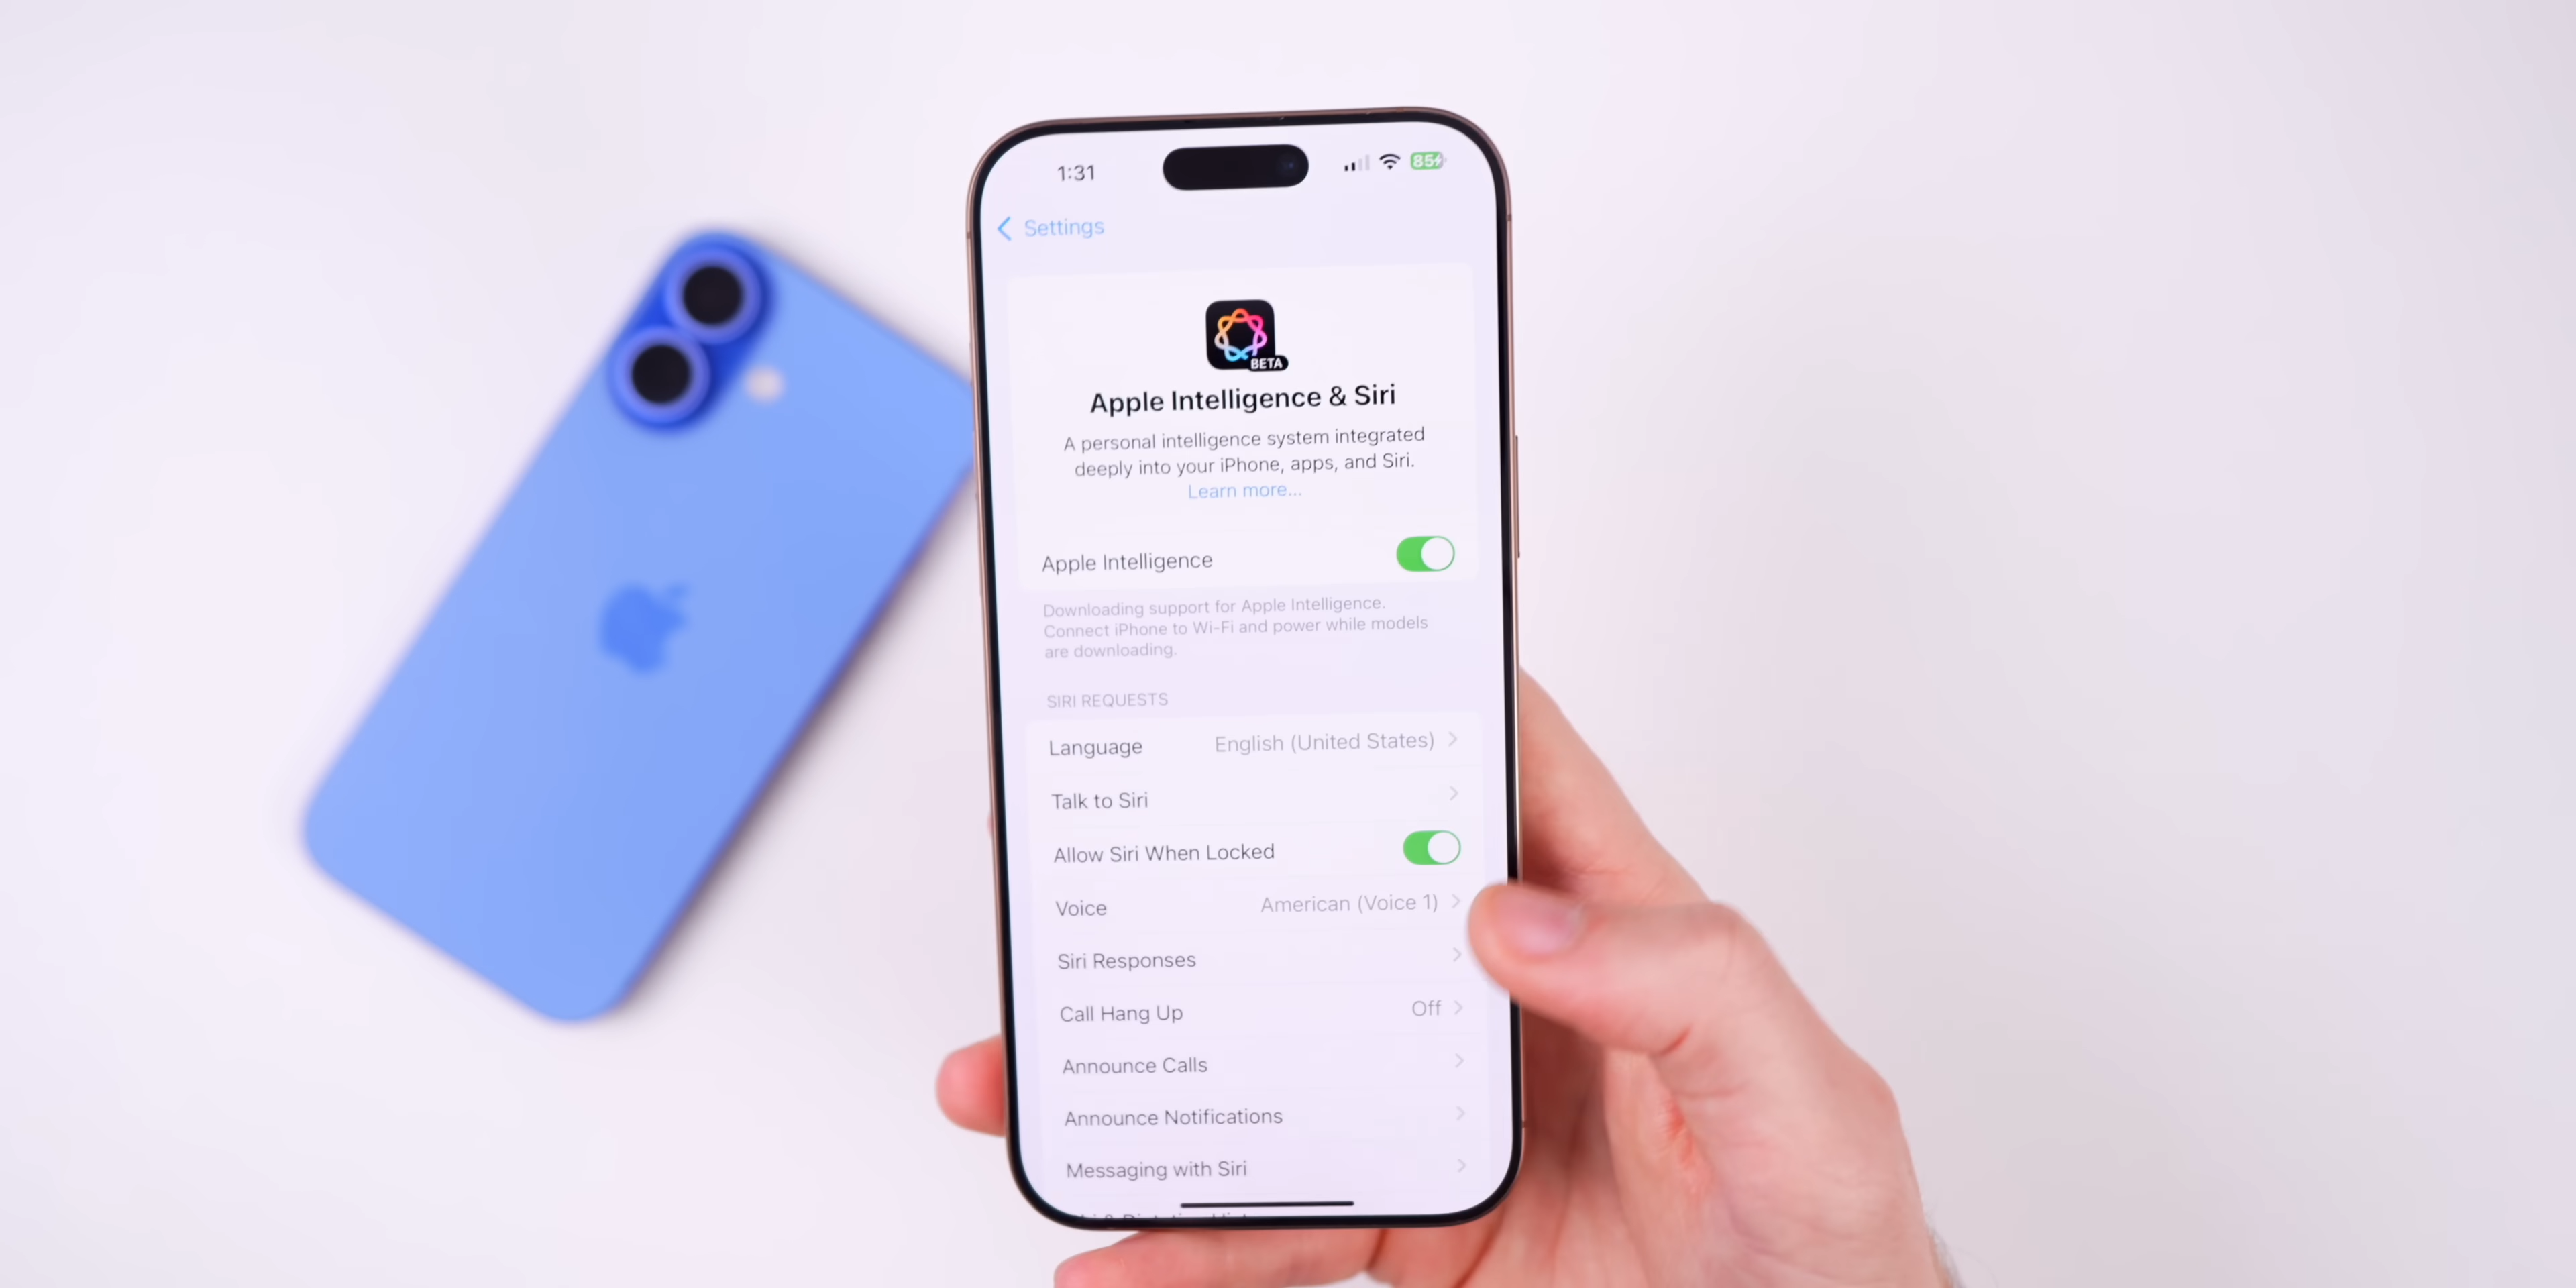 1:31
85
Settings
BETA
Apple Intelligence & Siri
A personal intelligence system integrated
deeply into your iPhone, apps, and Siri.
Learn more...
Apple Intelligence
Downloading support for Apple Intelligence.
Connect iPhone to Wi-Fi and power while models
are downloading.
SIRI REQUESTS
Language English (United States)
Talk to Siri
Allow Siri When Locked
Voice American (Voice 1)
Siri Responses
Call Hang Up Off
Announce Calls
Announce Notifications
Messaging with Siri